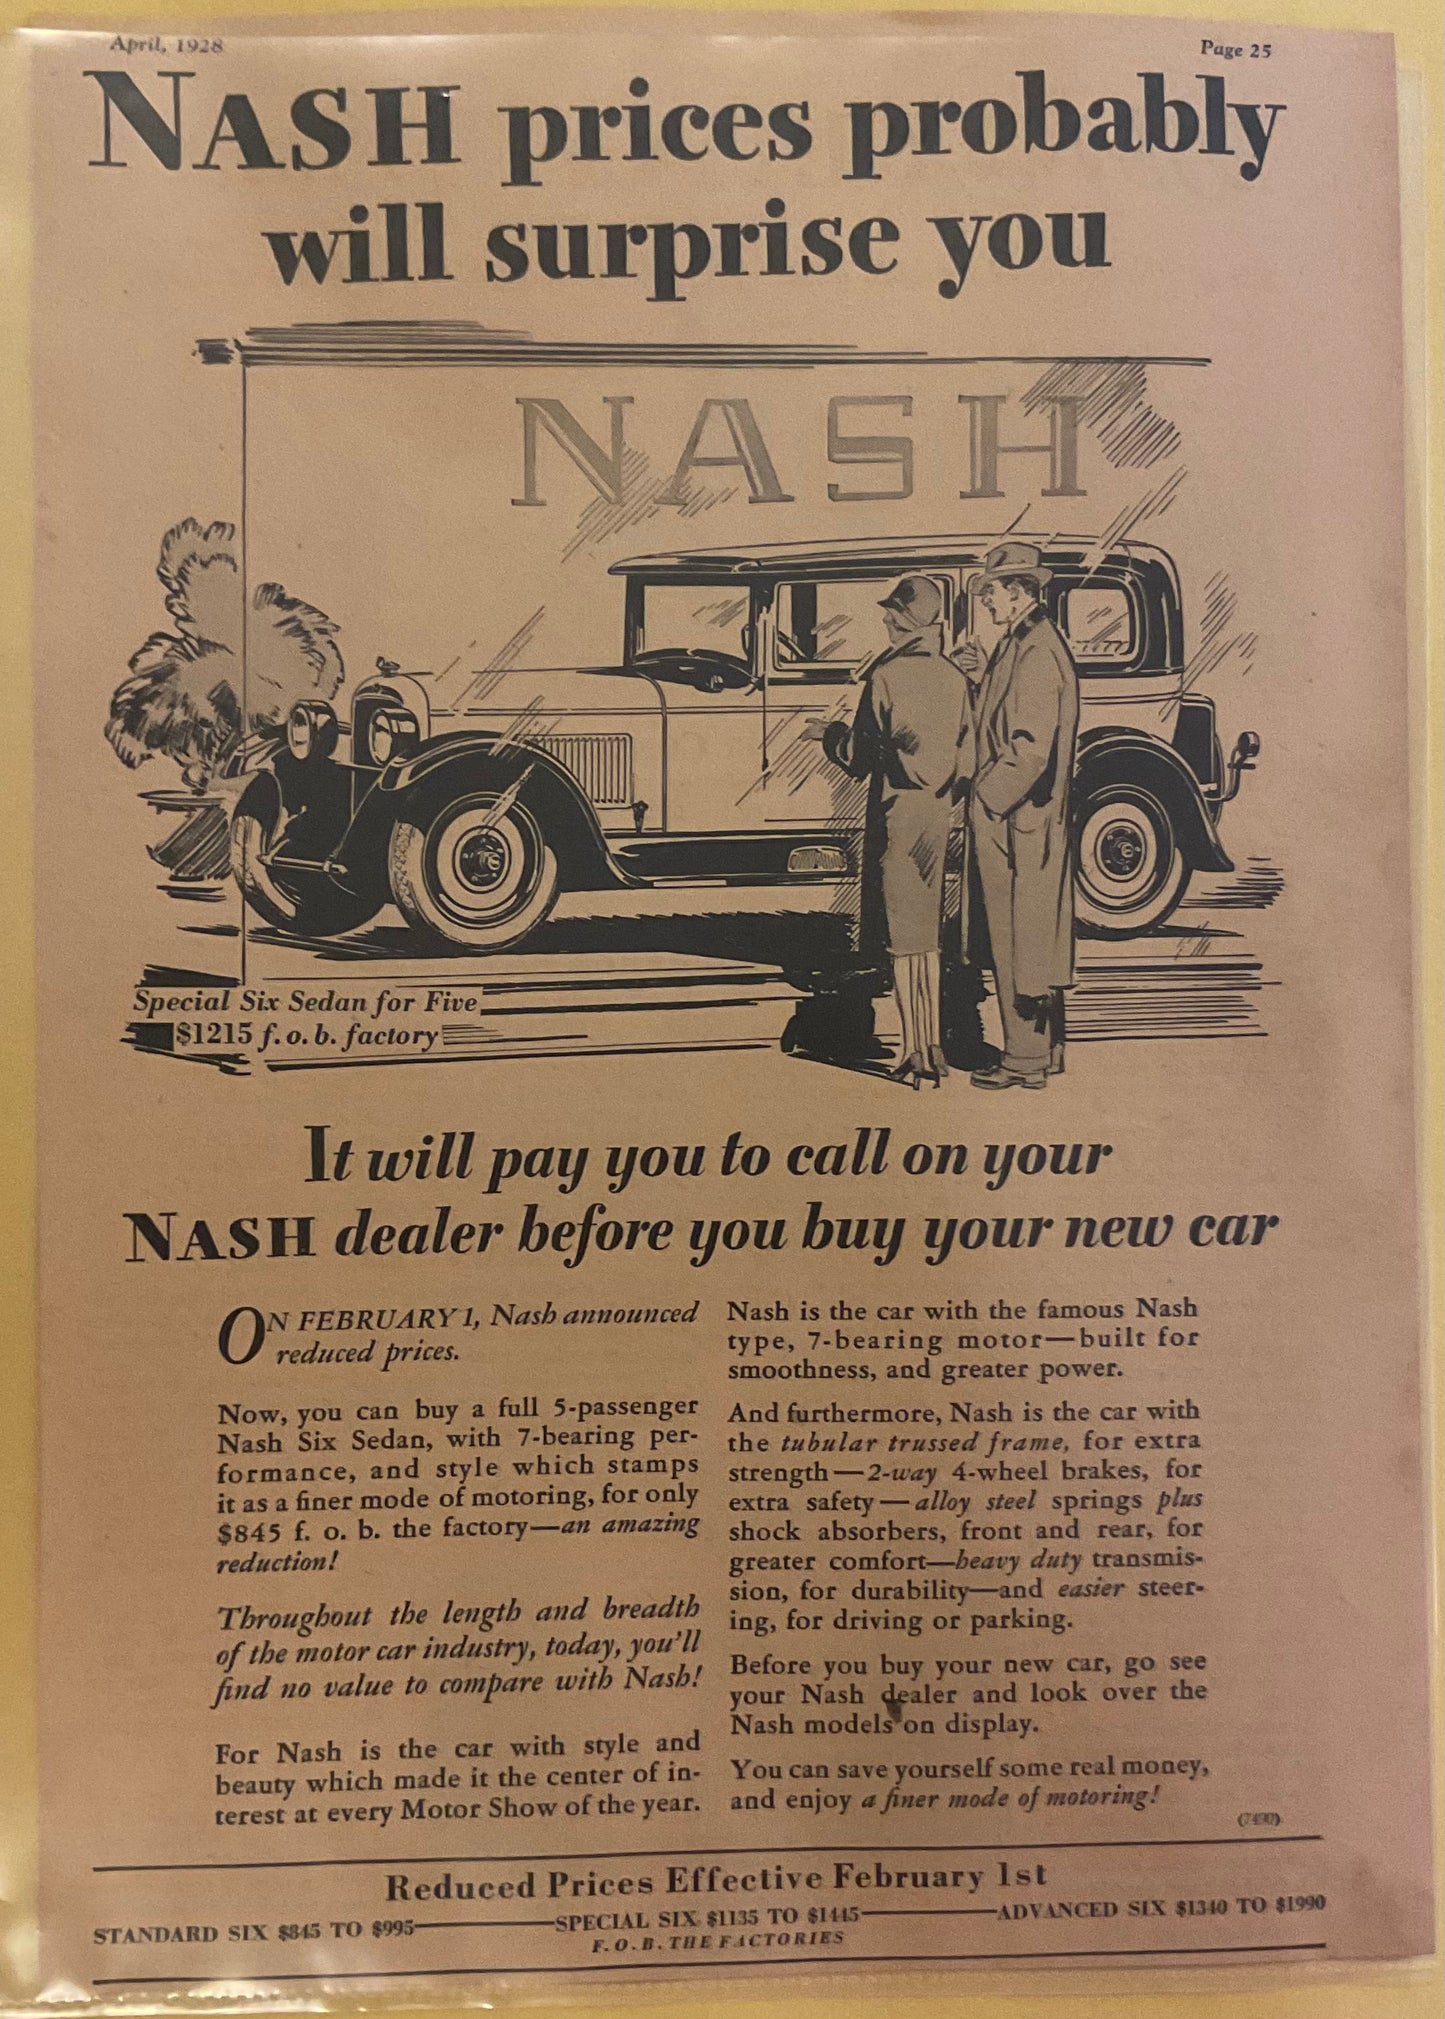 April, 1928
Page 25
NASH prices probably
will surprise you
NASH
Special Six Sedan for Five
$1215 f. o. b. factory
It will pay you to call on your
NASH dealer before you buy your new car
ON FEBRUARY 1, Nash announced
reduced prices.
Now, you can buy a full 5-passenger
Nash Six Sedan, with 7-bearing per-
formance, and style which stamps
it as a finer mode of motoring, for only
$845 f. o. b. the factory—an amazing
reduction!
Throughout the length and breadth
of the motor car industry, today, you'll
find no value to compare with Nash!
For Nash is the car with style and
beauty which made it the center of in-
terest at every Motor Show of the year.
Nash is the car with the famous Nash
type, 7-bearing motor—built for
smoothness, and greater power.
And furthermore, Nash is the car with
the tubular trussed frame, for extra
strength—2-way 4-wheel brakes, for
extra safety—alloy steel springs plus
shock absorbers, front and rear, for
greater comfort—heavy duty transmis-
sion, for durability—and easier steer-
ing, for driving or parking.
Before you buy your new car, go see
your Nash dealer and look over the
Nash models on display.
You can save yourself some real money,
and enjoy a finer mode of motoring!
Reduced Prices Effective February 1st
STANDARD SIX $845 TO $995——SPECIAL SIX $1135 TO $1445——ADVANCED SIX $1340 TO $1990
F. O. B. THE FACTORIES